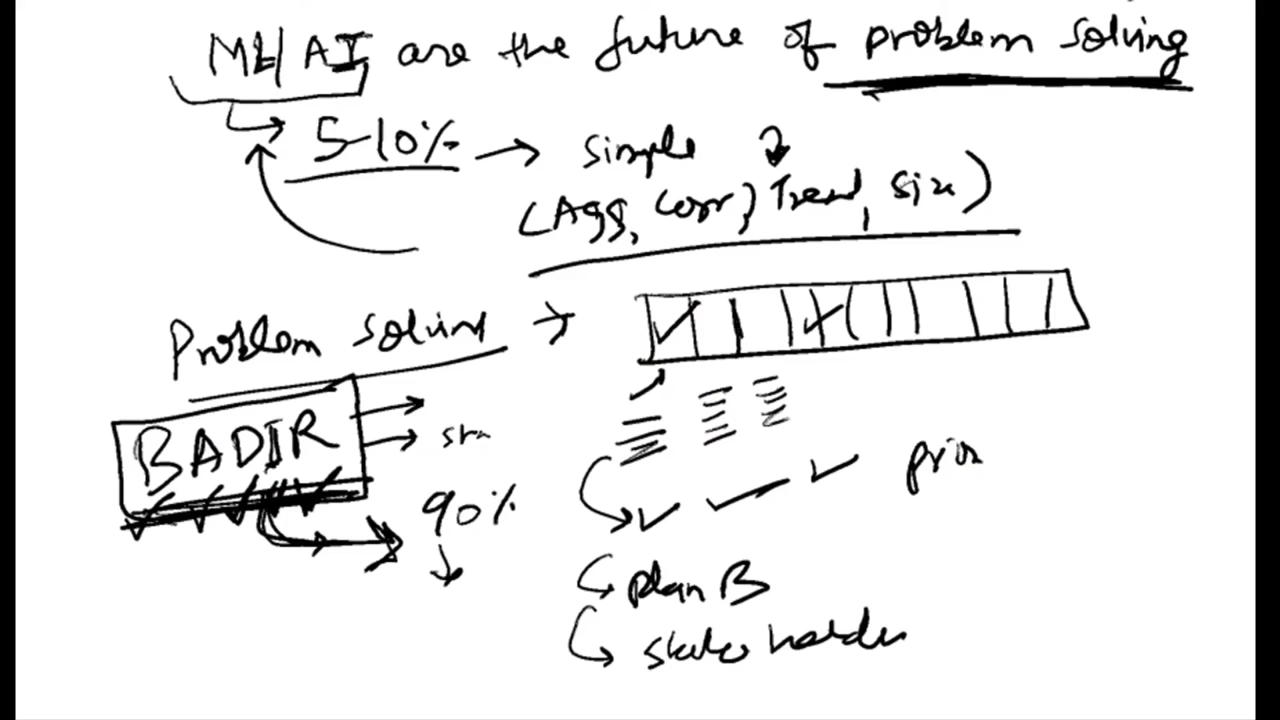 ML/AI are the future of problem solving
5-10% → simple
(Agg, Corr, Trend, size)
Problem solving →
BADIR
90%
plan B
stakeholder